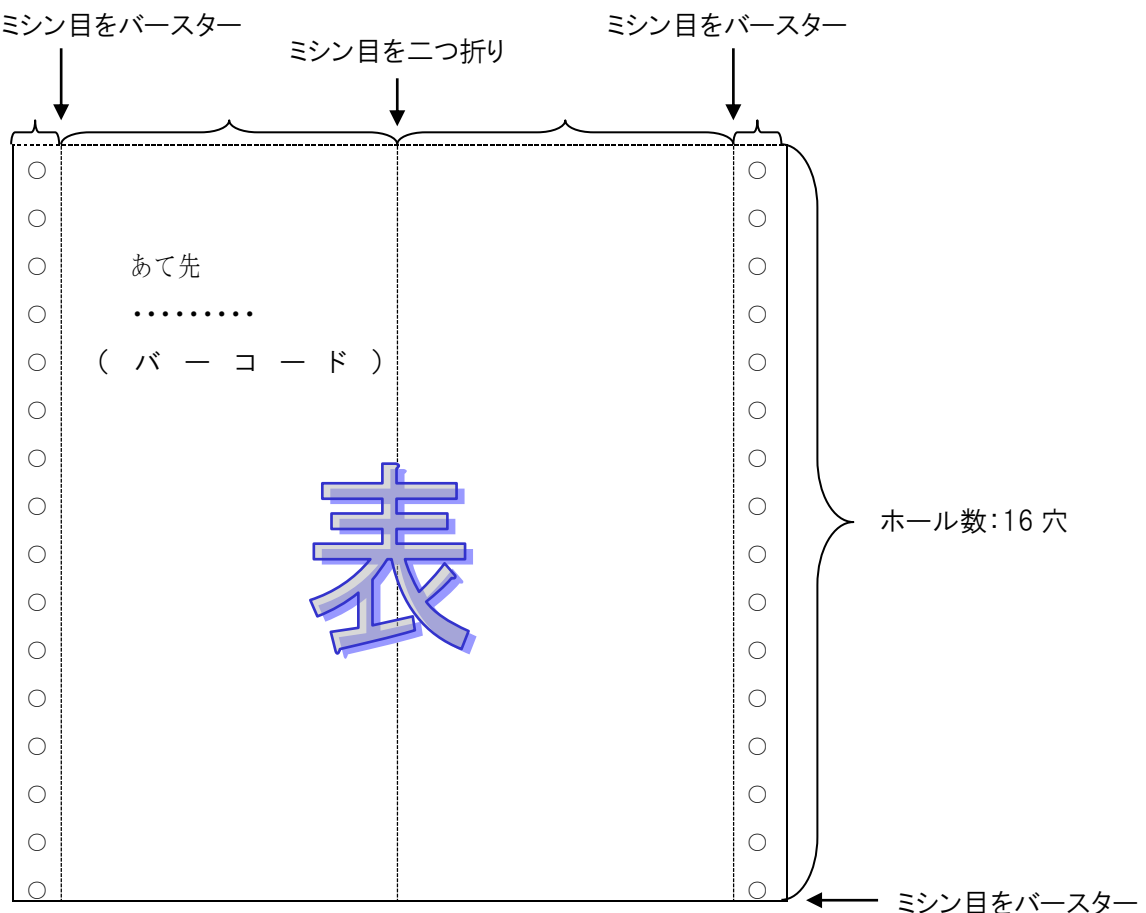 ミシン目をバースター
ミシン目を二つ折り
ミシン目をバースター
あて先
・・・・・・・・・
( バ ー コ ー ド )
表
ホール数:16 穴
ミシン目をバースター